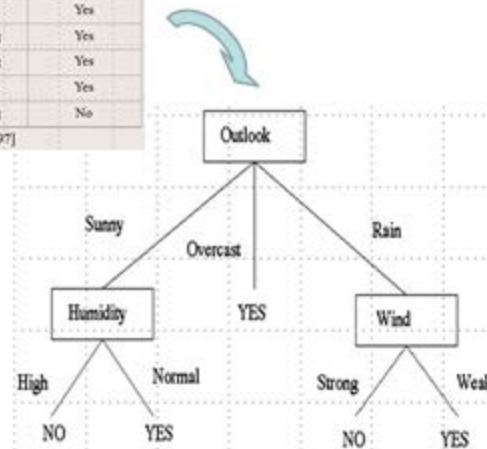 Yes
Yes
Yes
Yes
No
97]
Outlook
Sunny
Overcast
Rain
Humidity
YES
Wind
High
Normal
Strong
Weak
NO
YES
NO
YES